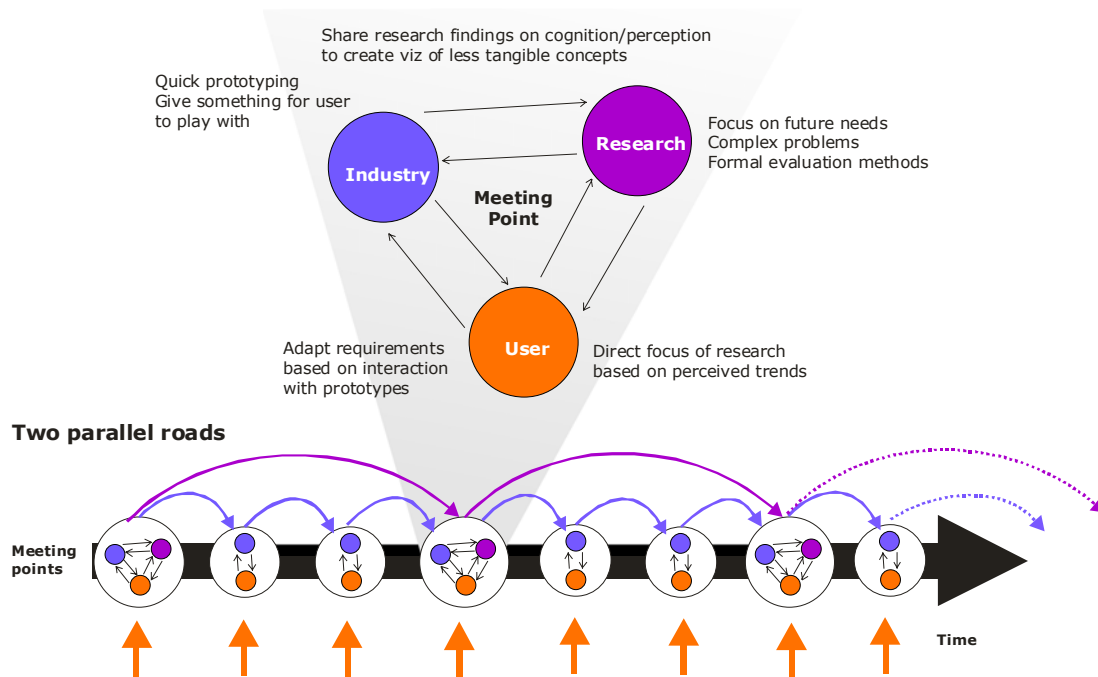 Share research findings on cognition/perception
to create viz of less tangible concepts
Quick prototyping
Give something for user
to play with
Industry
Research
Focus on future needs
Complex problems
Formal evaluation methods
Meeting
Point
User
Adapt requirements
based on interaction
with prototypes
Direct focus of research
based on perceived trends
Two parallel roads
Meeting
points
Time